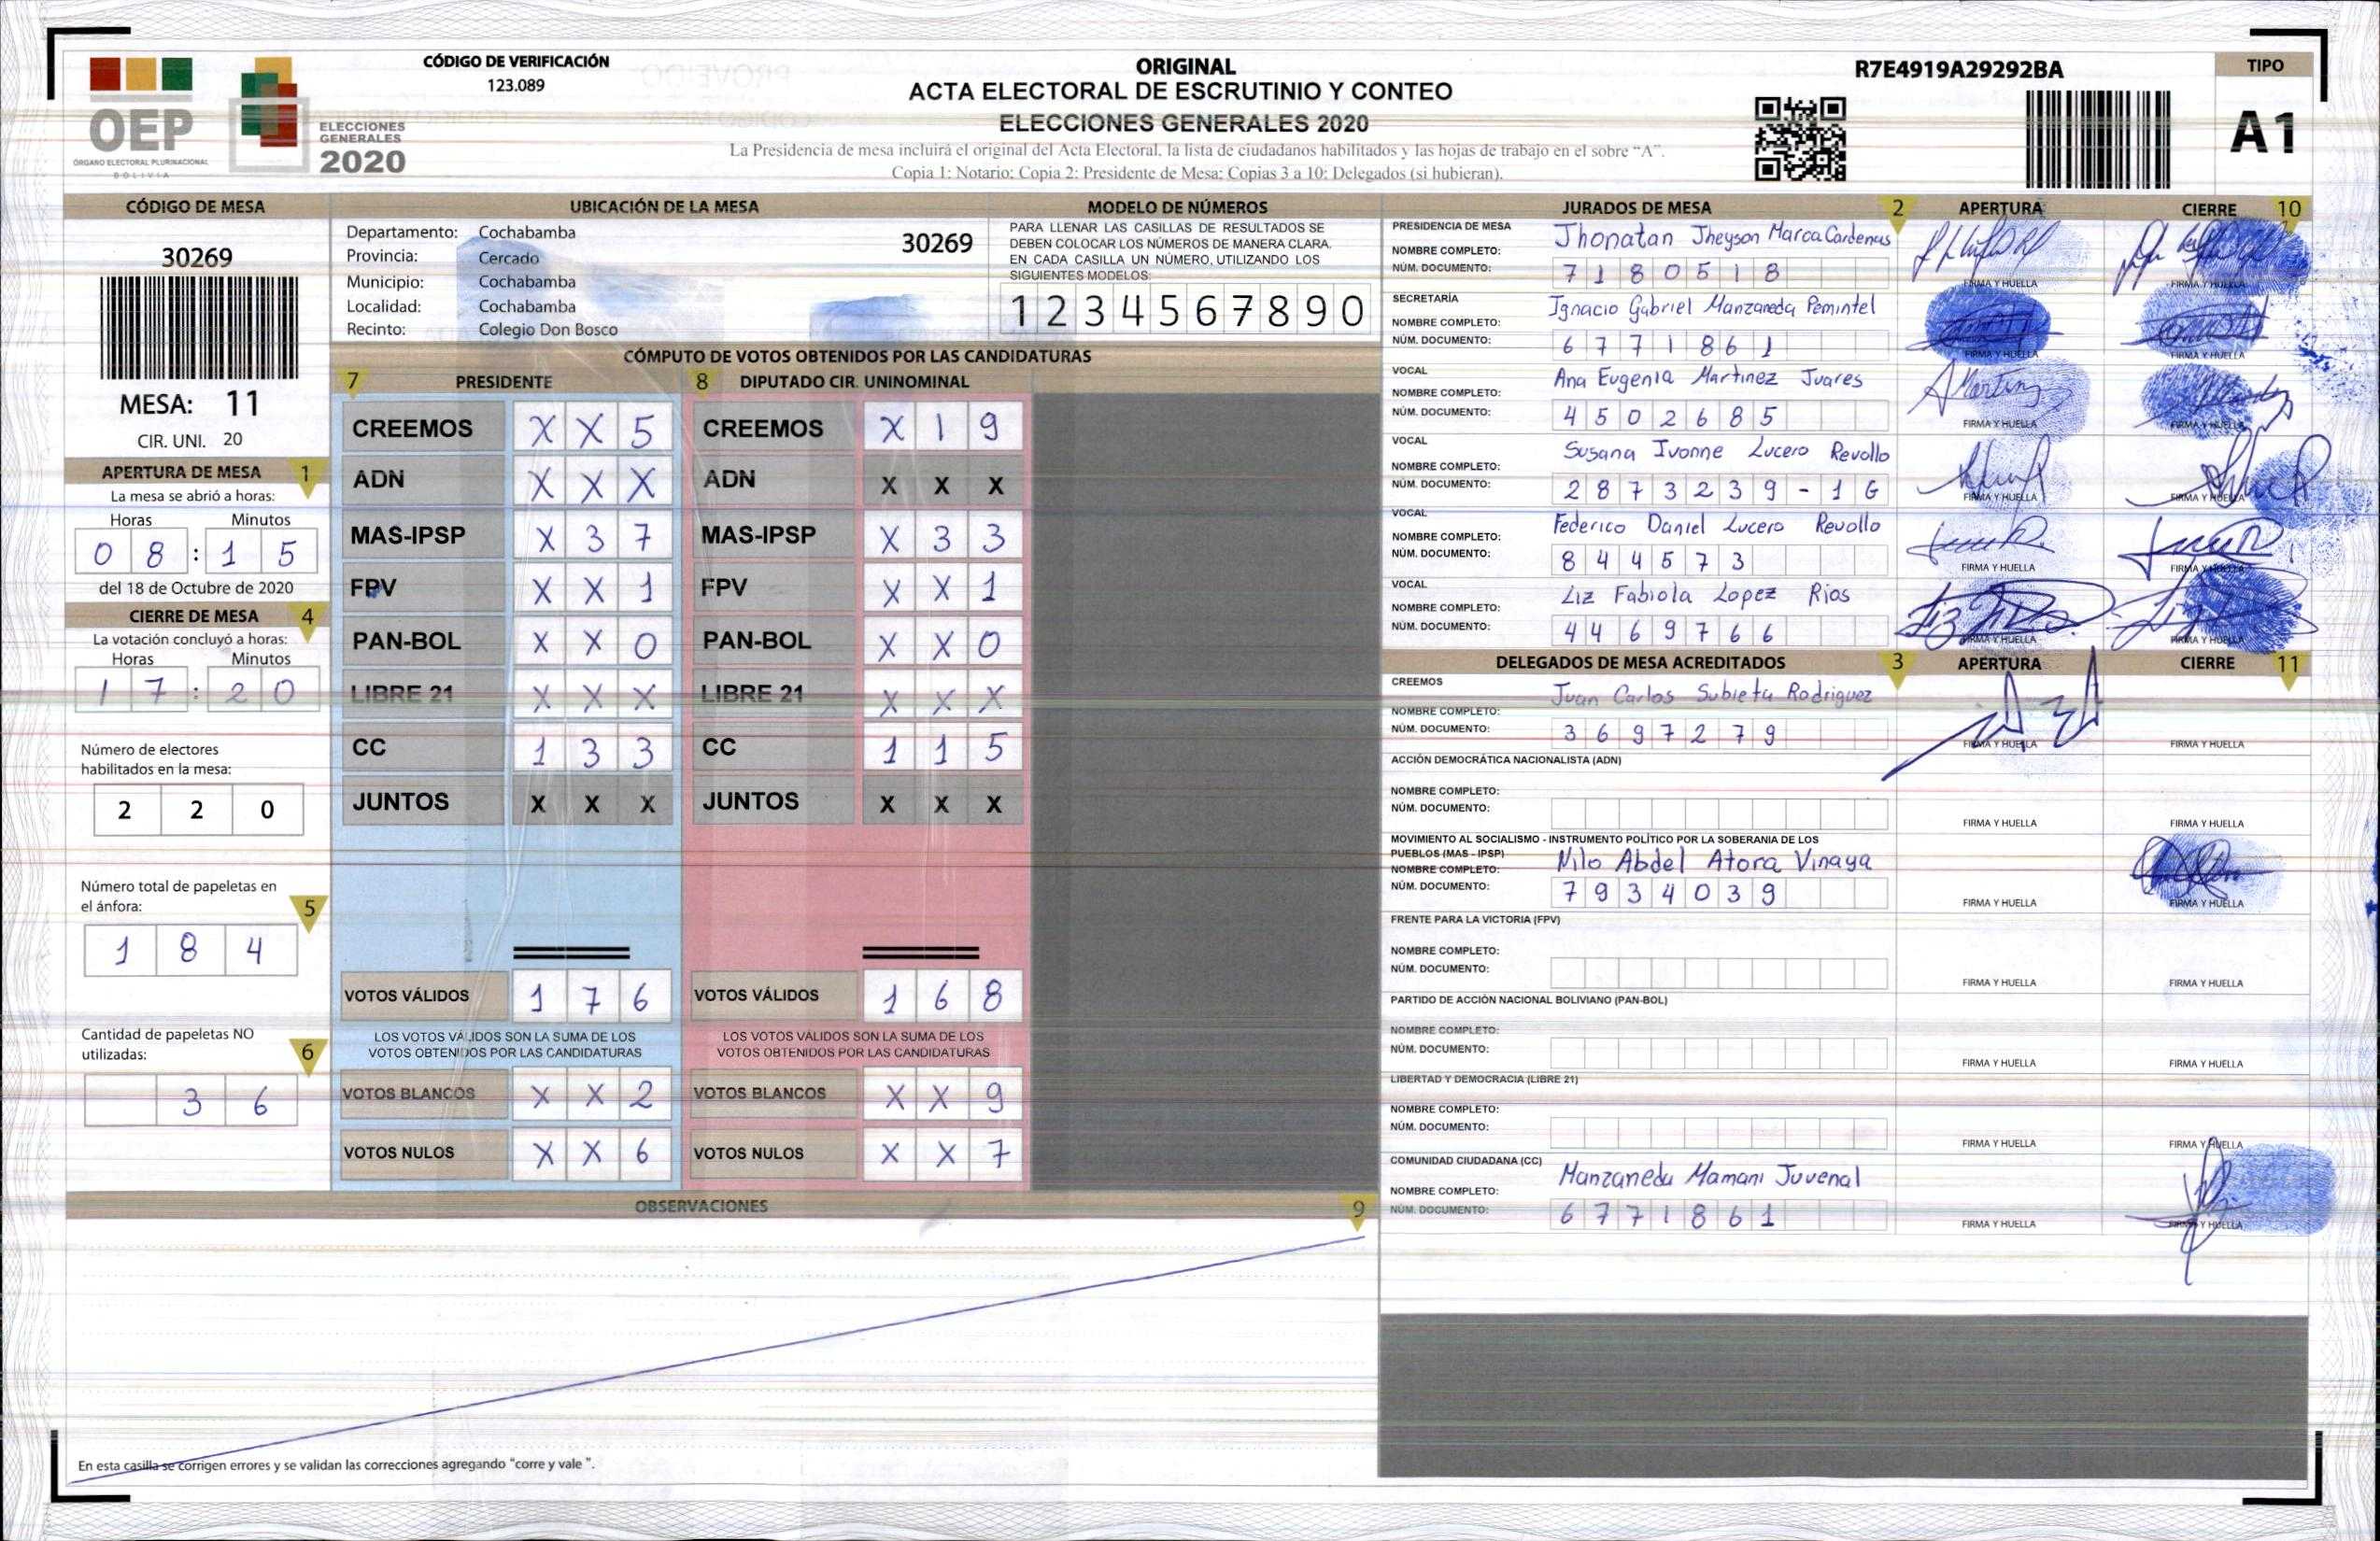 CÓDIGO DE VERIFICACIÓN
123.089
OEP
ÓRGANO ELECTORAL PLURINACIONAL
BOLIVIA
ELECCIONES
GENERALES
2020
ORIGINAL
ACTA ELECTORAL DE ESCRUTINIO Y CONTEO
ELECCIONES GENERALES 2020
La Presidencia de mesa incluirá el original del Acta Electoral, la lista de ciudadanos habilitados y las hojas de trabajo en el sobre “A”.
Copia 1: Notario; Copia 2: Presidente de Mesa; Copias 3 a 10: Delegados (si hubieran).
R7E4919A29292BA
TIPO
A1
CÓDIGO DE MESA
30269
MESA: 11
CIR. UNI. 20
APERTURA DE MESA 1
La mesa se abrió a horas:
Horas Minutos
0 8 : 1 5
del 18 de Octubre de 2020
CIERRE DE MESA 4
La votación concluyó a horas:
Horas Minutos
1 7 : 2 0
Número de electores
habilitados en la mesa:
2 2 0
Número total de papeletas en
el ánfora: 5
1 8 4
Cantidad de papeletas NO
utilizadas: 6
3 6
UBICACIÓN DE LA MESA
Departamento: Cochabamba
Provincia: Cercado
Municipio: Cochabamba
Localidad: Cochabamba
Recinto: Colegio Don Bosco
30269
MODELO DE NÚMEROS
PARA LLENAR LAS CASILLAS DE RESULTADOS SE
DEBEN COLOCAR LOS NÚMEROS DE MANERA CLARA,
EN CADA CASILLA UN NÚMERO, UTILIZANDO LOS
SIGUIENTES MODELOS:
1 2 3 4 5 6 7 8 9 0
CÓMPUTO DE VOTOS OBTENIDOS POR LAS CANDIDATURAS
7 PRESIDENTE 8 DIPUTADO CIR. UNINOMINAL
CREEMOS X X 5 CREEMOS X 1 9
ADN X X X ADN X X X
MAS-IPSP X 3 7 MAS-IPSP X 3 3
FPV X X 1 FPV X X 1
PAN-BOL X X 0 PAN-BOL X X 0
LIBRE 21 X X X LIBRE 21 X X X
CC 1 3 3 CC 1 1 5
JUNTOS X X X JUNTOS X X X
VOTOS VÁLIDOS 1 7 6 VOTOS VÁLIDOS 1 6 8
LOS VOTOS VÁLIDOS SON LA SUMA DE LOS LOS VOTOS VÁLIDOS SON LA SUMA DE LOS
VOTOS OBTENIDOS POR LAS CANDIDATURAS VOTOS OBTENIDOS POR LAS CANDIDATURAS
VOTOS BLANCOS X X 2 VOTOS BLANCOS X X 9
VOTOS NULOS X X 6 VOTOS NULOS X X 7
OBSERVACIONES 9
En esta casilla se corrigen errores y se validan las correcciones agregando “corre y vale ”.
JURADOS DE MESA 2 APERTURA CIERRE 10
PRESIDENCIA DE MESA
NOMBRE COMPLETO: Jhonatan Jheyson Marca Cardenas
NÚM. DOCUMENTO: 7 1 8 0 5 1 8
FIRMA Y HUELLA FIRMA Y HUELLA
SECRETARÍA
NOMBRE COMPLETO: Ignacio Gabriel Manzaneda Pemintel
NÚM. DOCUMENTO: 6 7 7 1 8 6 1
FIRMA Y HUELLA FIRMA Y HUELLA
VOCAL
NOMBRE COMPLETO: Ana Eugenia Martinez Juares
NÚM. DOCUMENTO: 4 5 0 2 6 8 5
FIRMA Y HUELLA FIRMA Y HUELLA
VOCAL
NOMBRE COMPLETO: Susana Ivonne Lucero Revollo
NÚM. DOCUMENTO: 2 8 7 3 2 3 9 - 1 G
FIRMA Y HUELLA FIRMA Y HUELLA
VOCAL
NOMBRE COMPLETO: Federico Daniel Lucero Revollo
NÚM. DOCUMENTO: 8 4 4 5 7 3
FIRMA Y HUELLA FIRMA Y HUELLA
VOCAL
NOMBRE COMPLETO: Liz Fabiola Lopez Rios
NÚM. DOCUMENTO: 4 4 6 9 7 6 6
FIRMA Y HUELLA FIRMA Y HUELLA
DELEGADOS DE MESA ACREDITADOS 3 APERTURA CIERRE 11
CREEMOS
NOMBRE COMPLETO: Juan Carlos Subieta Rodriguez
NÚM. DOCUMENTO: 3 6 9 7 2 7 9
FIRMA Y HUELLA FIRMA Y HUELLA
ACCIÓN DEMOCRÁTICA NACIONALISTA (ADN)
NOMBRE COMPLETO:
NÚM. DOCUMENTO:
FIRMA Y HUELLA FIRMA Y HUELLA
MOVIMIENTO AL SOCIALISMO - INSTRUMENTO POLÍTICO POR LA SOBERANIA DE LOS
PUEBLOS (MAS - IPSP)
NOMBRE COMPLETO: Nilo Abdel Atora Vinaya
NÚM. DOCUMENTO: 7 9 3 4 0 3 9
FIRMA Y HUELLA FIRMA Y HUELLA
FRENTE PARA LA VICTORIA (FPV)
NOMBRE COMPLETO:
NÚM. DOCUMENTO:
FIRMA Y HUELLA FIRMA Y HUELLA
PARTIDO DE ACCIÓN NACIONAL BOLIVIANO (PAN-BOL)
NOMBRE COMPLETO:
NÚM. DOCUMENTO:
FIRMA Y HUELLA FIRMA Y HUELLA
LIBERTAD Y DEMOCRACIA (LIBRE 21)
NOMBRE COMPLETO:
NÚM. DOCUMENTO:
FIRMA Y HUELLA FIRMA Y HUELLA
COMUNIDAD CIUDADANA (CC)
NOMBRE COMPLETO: Manzaneda Mamani Juvenal
NÚM. DOCUMENTO: 6 7 7 1 8 6 1
FIRMA Y HUELLA FIRMA Y HUELLA